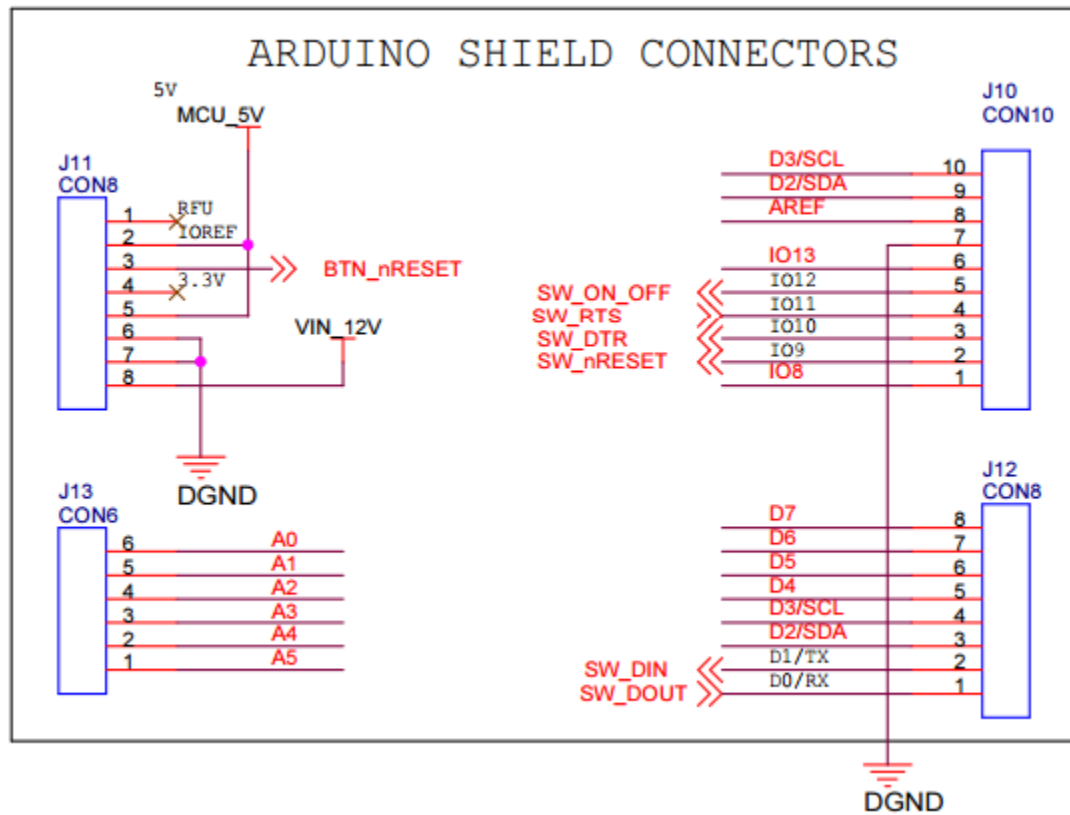 ARDUINO SHIELD CONNECTORS
5V
MCU_5V
J11
CON8
1 RFU
2 IOREF
3 BTN_nRESET
4 3.3V
5
6 VIN_12V
7
8
DGND
J13
CON6
6 A0
5 A1
4 A2
3 A3
2 A4
1 A5
J10
CON10
D3/SCL 10
D2/SDA 9
AREF 8
7
IO13 6
SW_ON_OFF IO12 5
SW_RTS IO11 4
SW_DTR IO10 3
SW_nRESET IO9 2
IO8 1
J12
CON8
D7 8
D6 7
D5 6
D4 5
D3/SCL 4
D2/SDA 3
SW_DIN D1/TX 2
SW_DOUT D0/RX 1
DGND